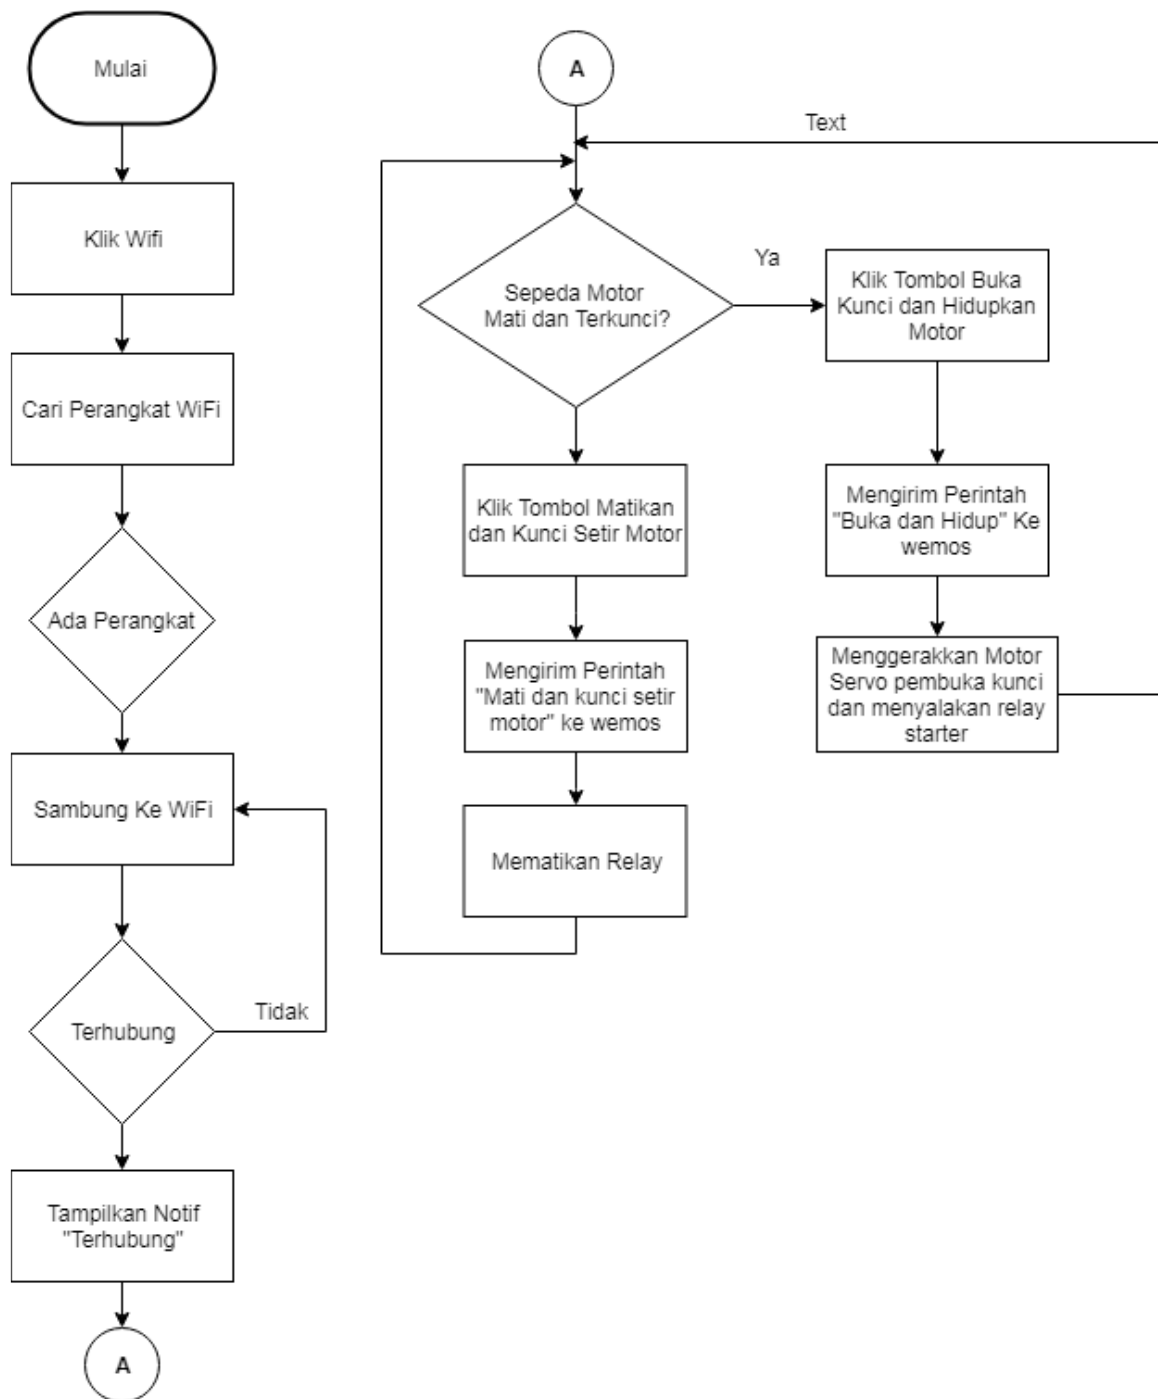 Mulai
Klik Wifi
Cari Perangkat WiFi
Ada Perangkat
Sambung Ke WiFi
Terhubung
Tidak
Tampilkan Notif
"Terhubung"
A
A
Text
Sepeda Motor
Mati dan Terkunci?
Ya
Klik Tombol Buka
Kunci dan Hidupkan
Motor
Mengirim Perintah
"Buka dan Hidup" Ke
wemos
Menggerakkan Motor
Servo pembuka kunci
dan menyalakan relay
starter
Klik Tombol Matikan
dan Kunci Setir Motor
Mengirim Perintah
"Mati dan kunci setir
motor" ke wemos
Mematikan Relay